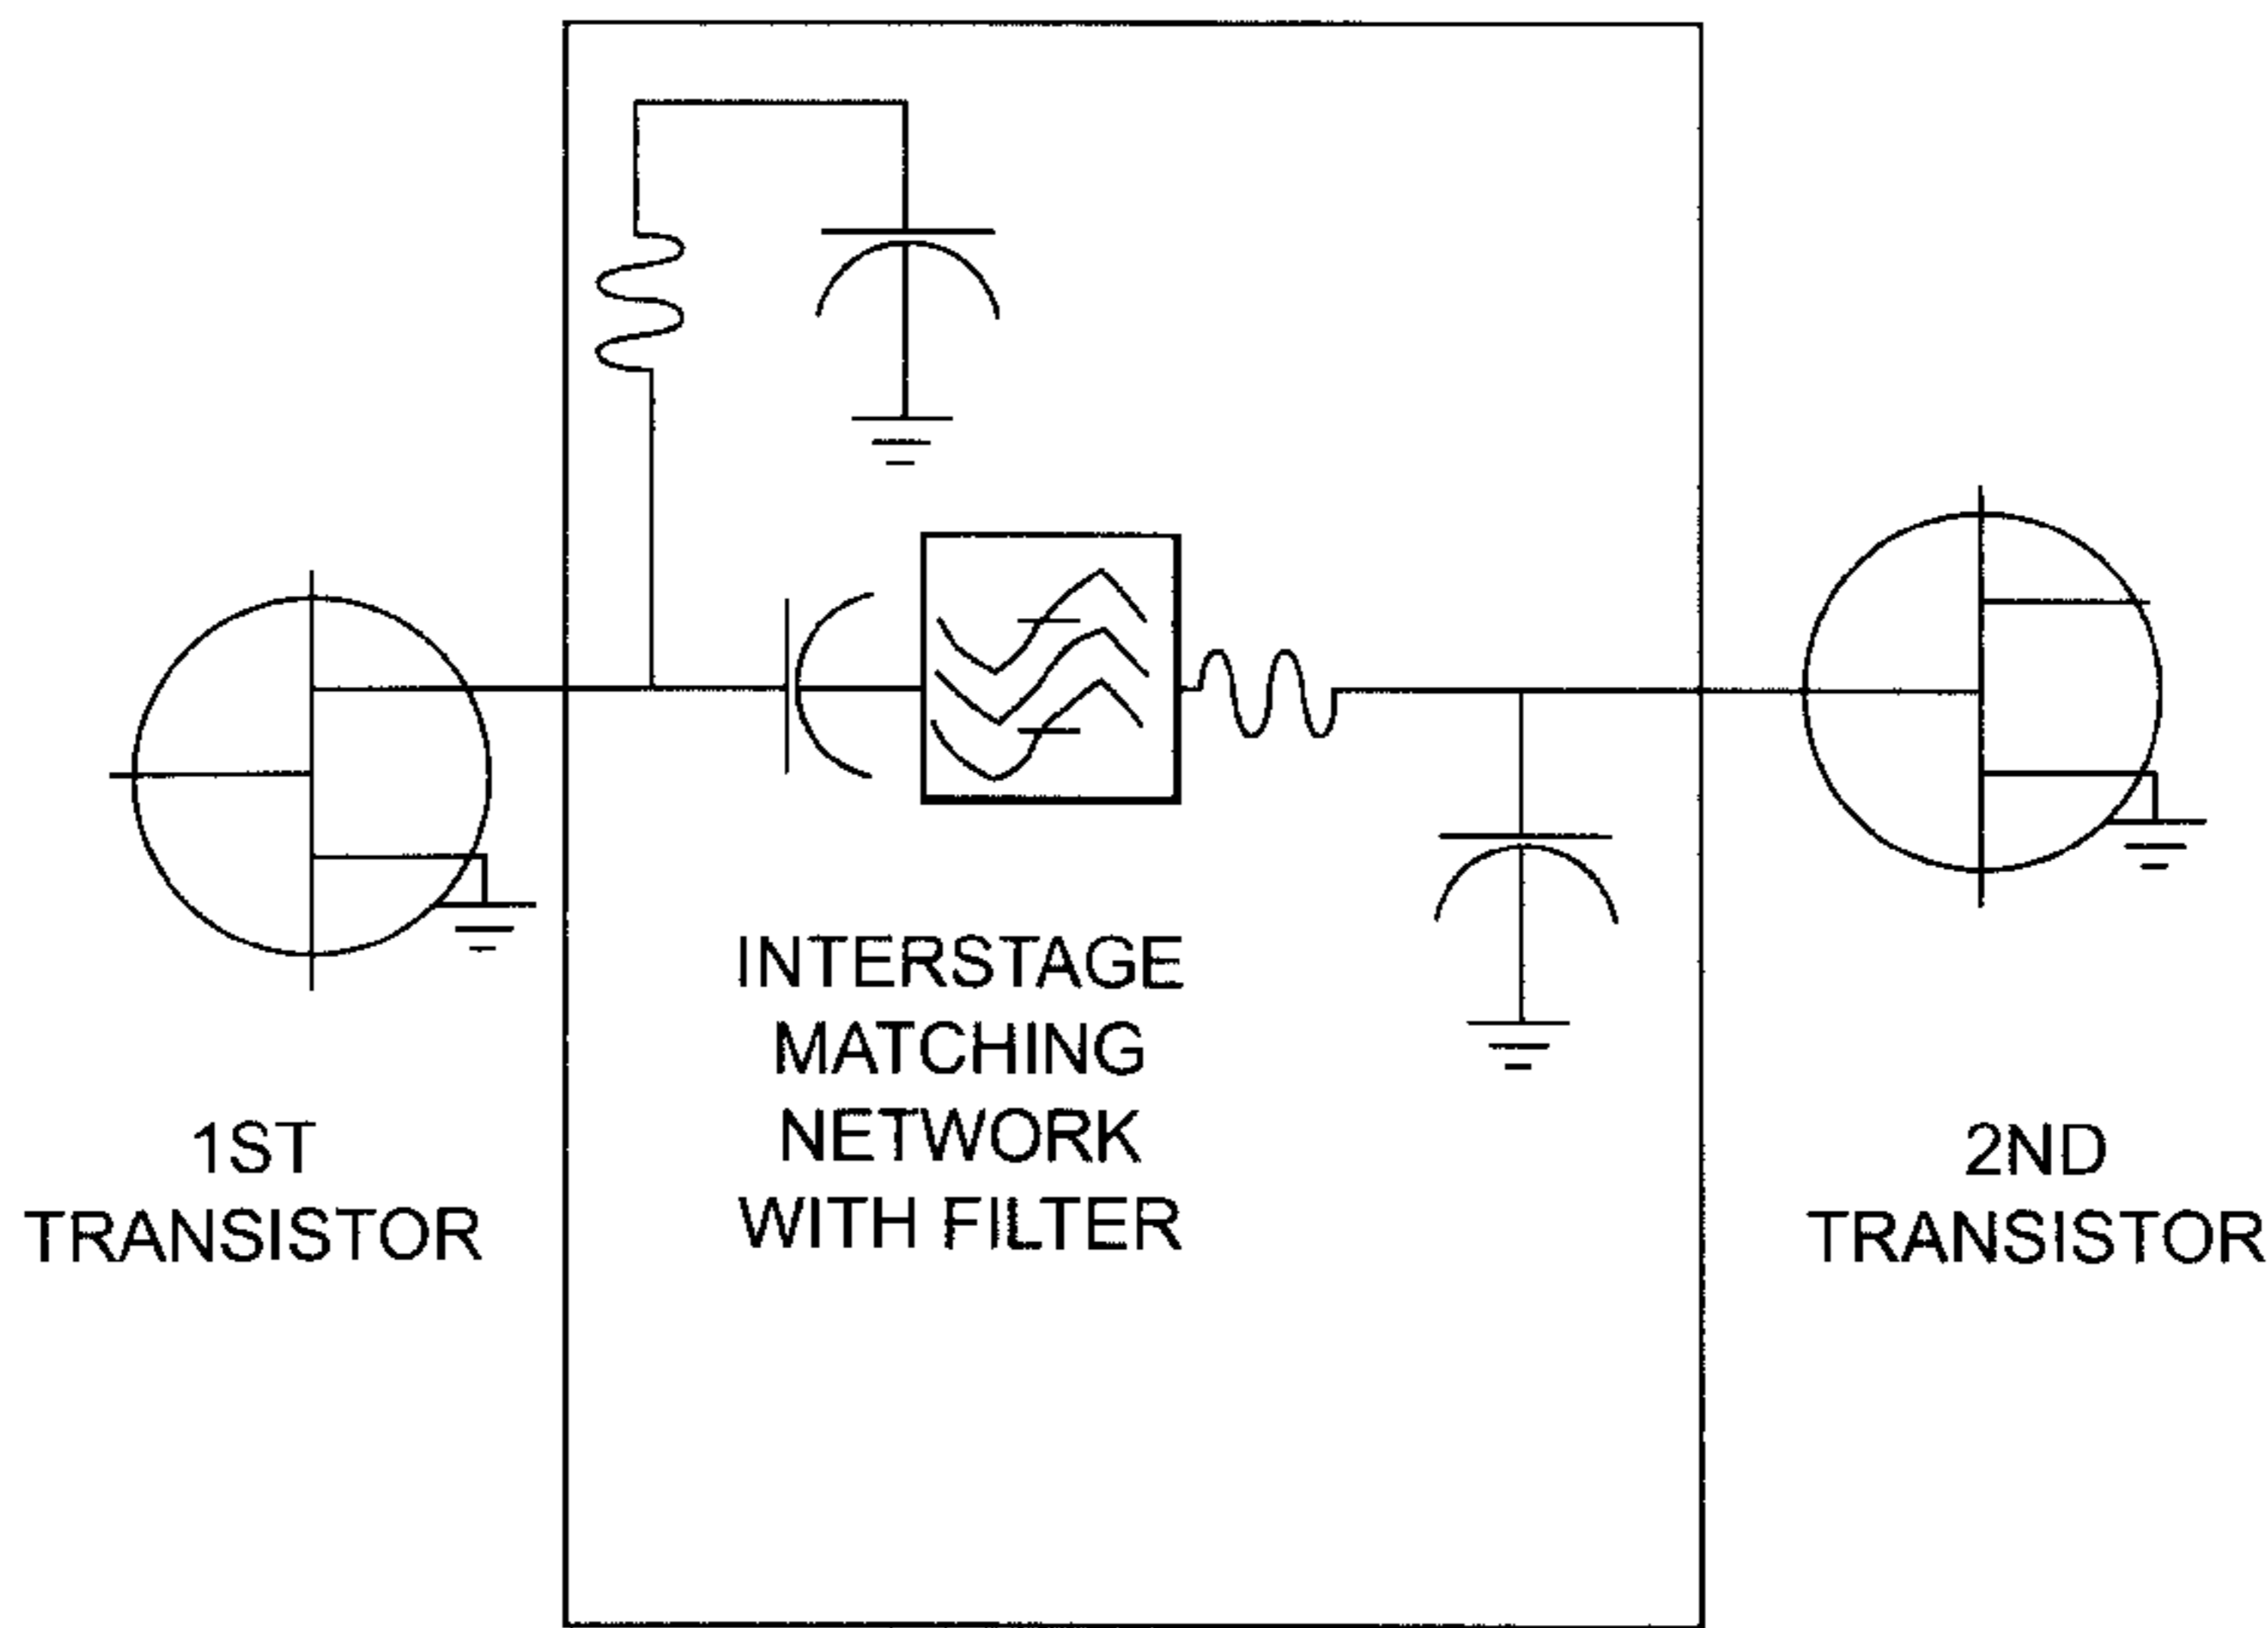 INTERSTAGE
MATCHING
NETWORK
WITH FILTER
1ST
TRANSISTOR
2ND
TRANSISTOR